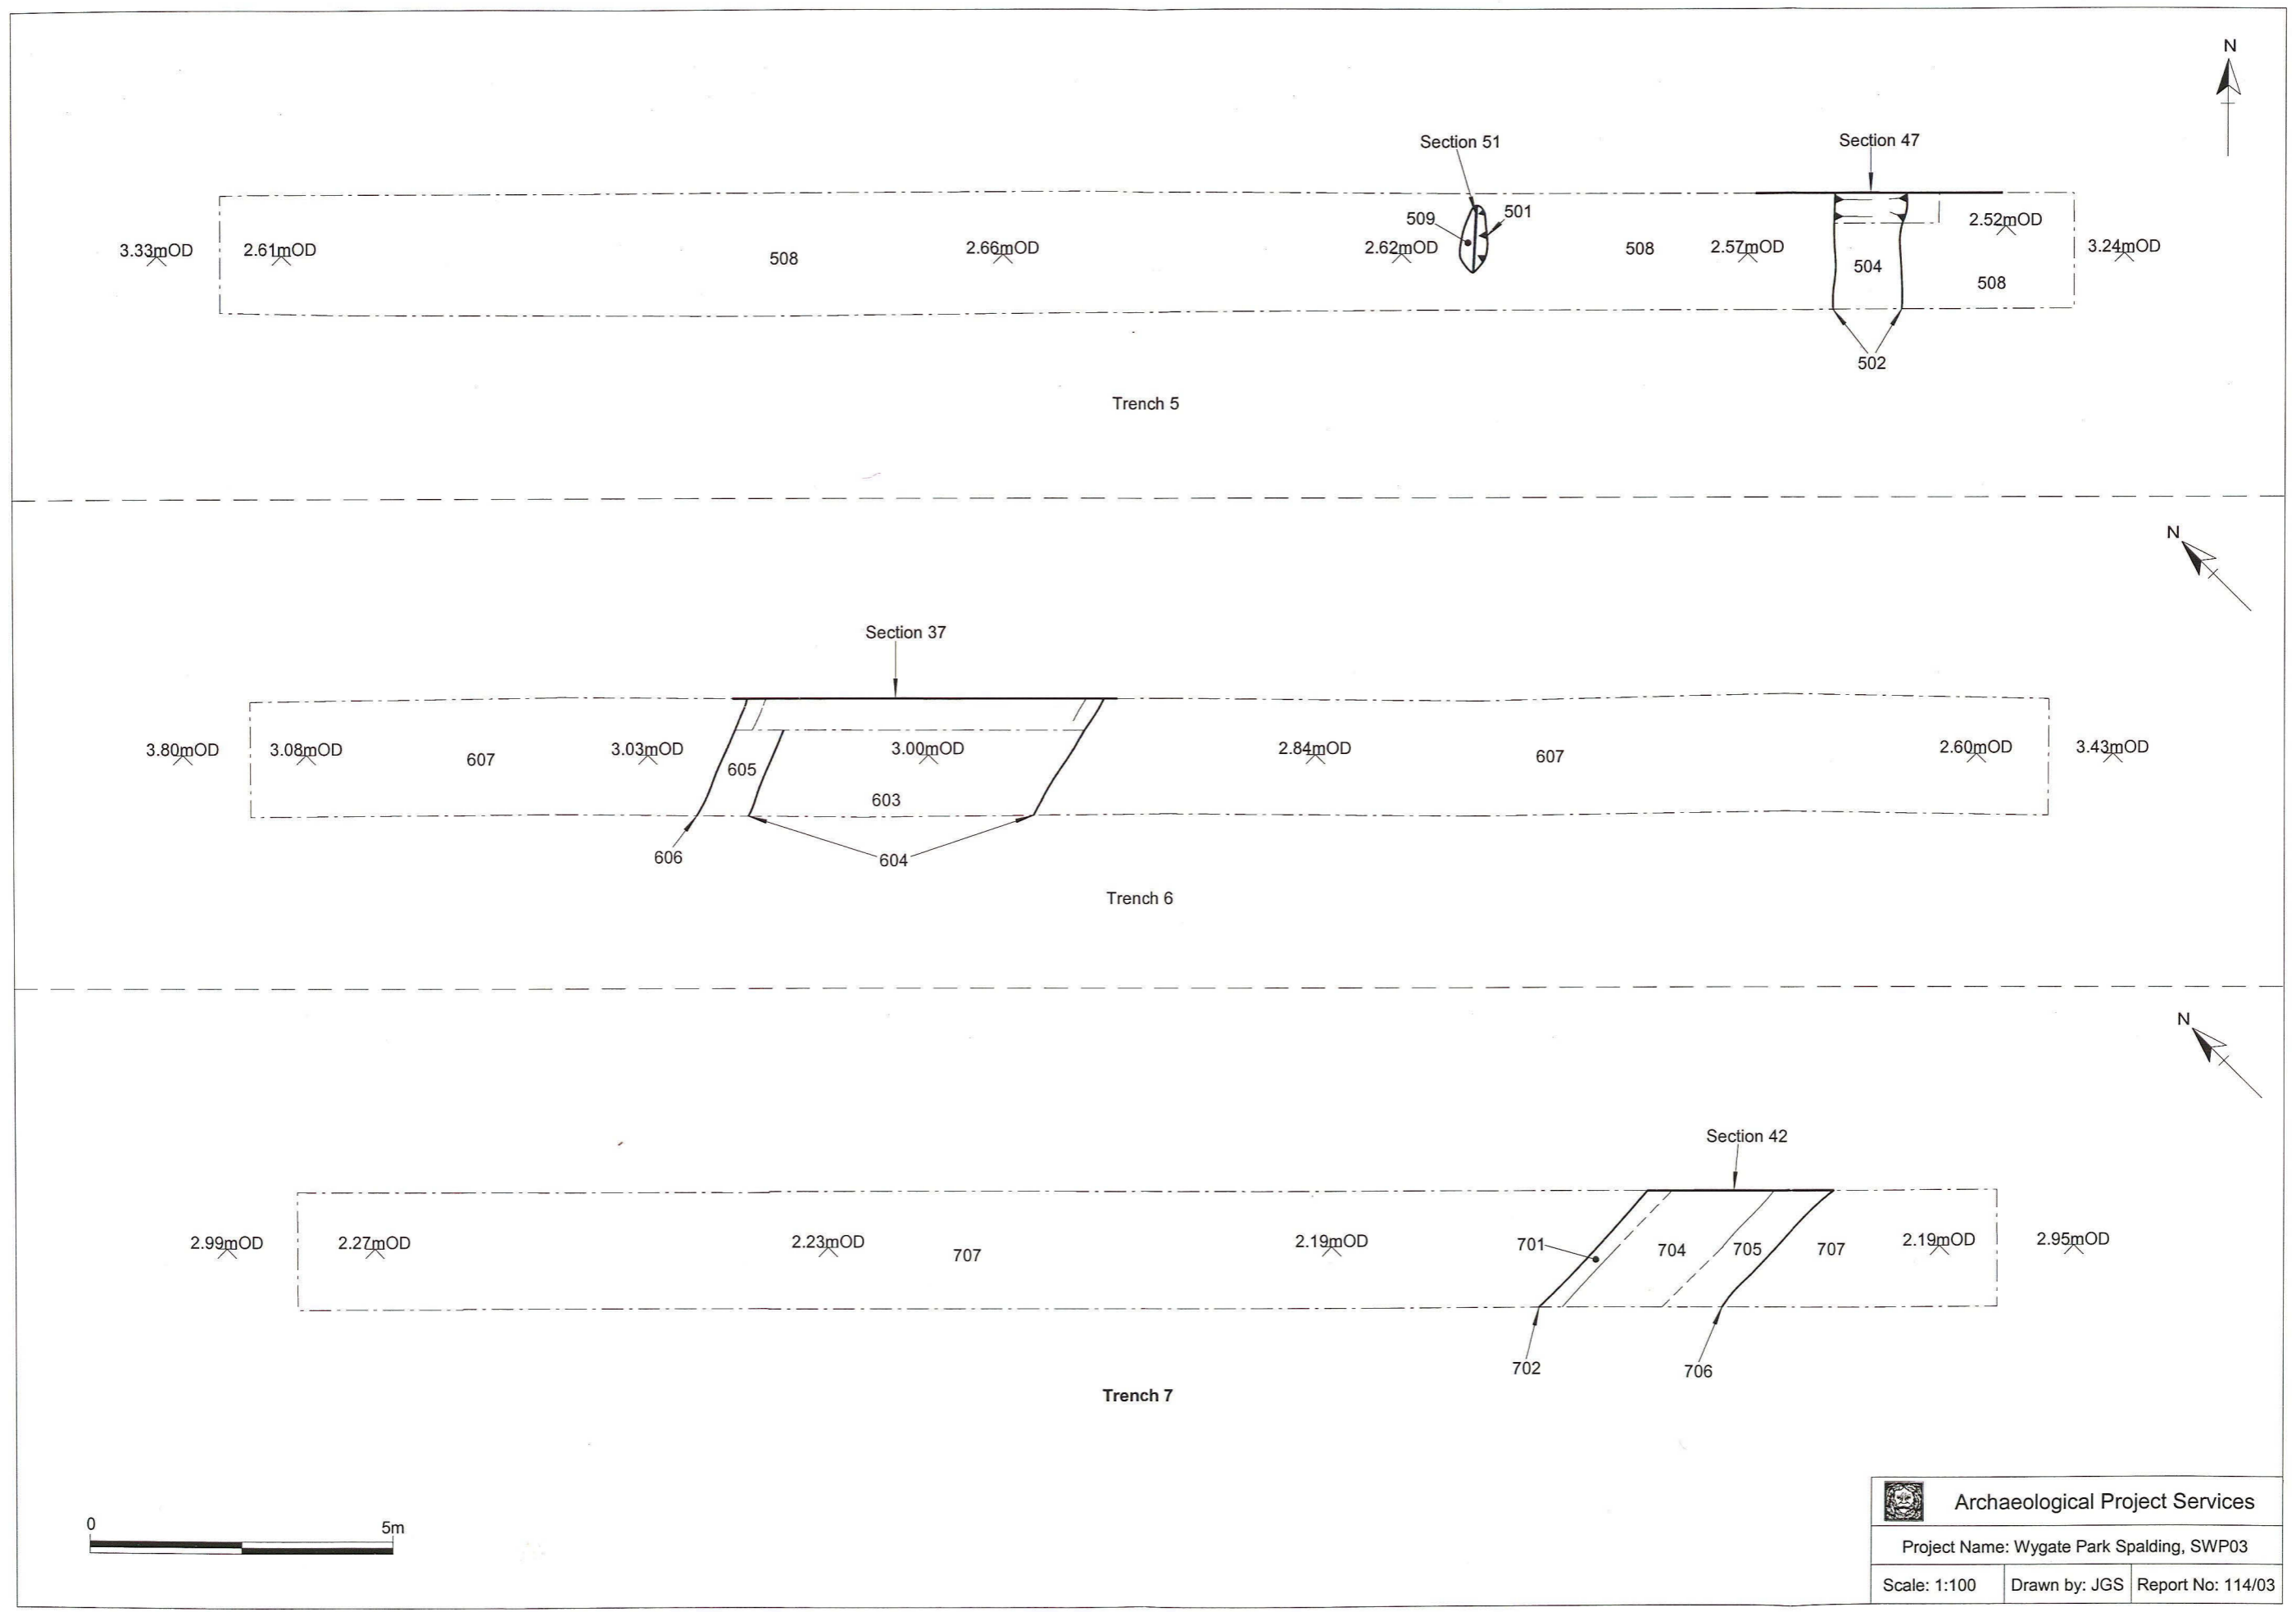 N
Section 51
Section 47
509
501
3.33mOD
2.61mOD
508
2.66mOD
2.62mOD
508
2.57mOD
504
2.52mOD
508
3.24mOD
502
Trench 5
N
Section 37
3.80mOD
3.08mOD
607
3.03mOD
605
3.00mOD
603
2.84mOD
607
2.60mOD
3.43mOD
606
604
Trench 6
N
Section 42
2.99mOD
2.27mOD
2.23mOD
707
2.19mOD
701
704
705
707
2.19mOD
2.95mOD
702
706
Trench 7
0
5m
Archaeological Project Services
Project Name: Wygate Park Spalding, SWP03
Scale: 1:100
Drawn by: JGS
Report No: 114/03